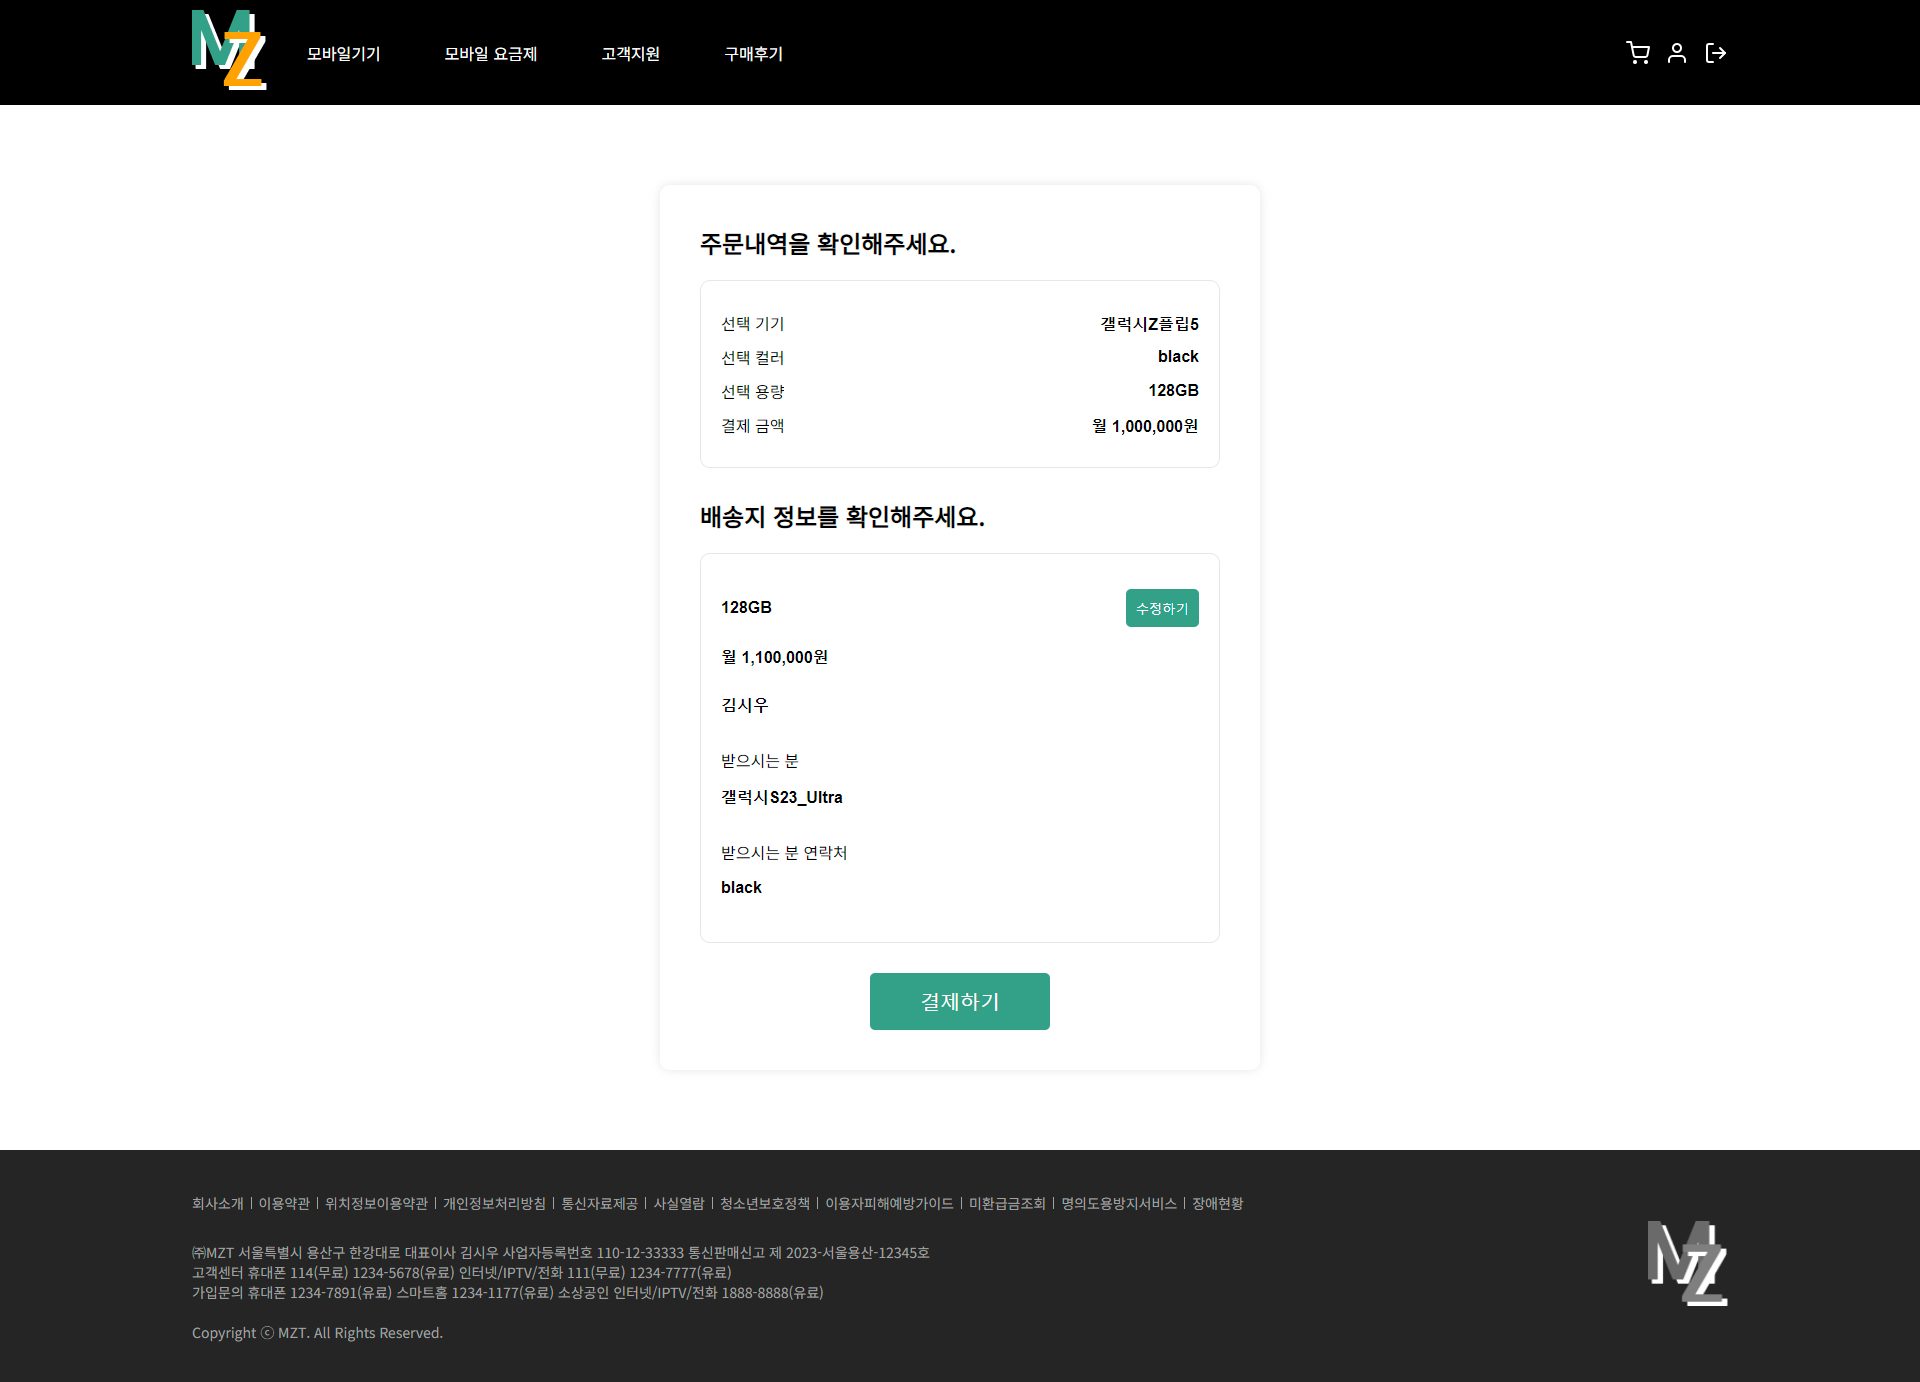 MZ
모바일기기
모바일 요금제
고객지원
구매후기
주문내역을 확인해주세요.
선택 기기 갤럭시Z플립5
선택 컬러 black
선택 용량 128GB
결제 금액 월 1,000,000원
배송지 정보를 확인해주세요.
128GB 수정하기
월 1,100,000원
김시우
받으시는 분
갤럭시S23_Ultra
받으시는 분 연락처
black
결제하기
회사소개 | 이용약관 | 위치정보이용약관 | 개인정보처리방침 | 통신자료제공 | 사실열람 | 청소년보호정책 | 이용자피해예방가이드 | 미환급금조회 | 명의도용방지서비스 | 장애현황
㈜MZT 서울특별시 용산구 한강대로 대표이사 김시우 사업자등록번호 110-12-33333 통신판매신고 제 2023-서울용산-12345호
고객센터 휴대폰 114(무료) 1234-5678(유료) 인터넷/IPTV/전화 111(무료) 1234-7777(유료)
가입문의 휴대폰 1234-7891(유료) 스마트홈 1234-1177(유료) 소상공인 인터넷/IPTV/전화 1888-8888(유료)
Copyright ⓒ MZT. All Rights Reserved.
MZ